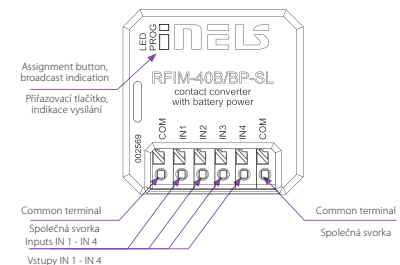 LED
PROG
iNELS
Assignment button,
broadcast indication
Přiřazovací tlačítko,
indikace vysílání
RFIM-40B/BP-SL
contact converter
with battery power
002569
COM
IN1
IN2
IN3
IN4
COM
Common terminal
Společná svorka
Inputs IN 1 - IN 4
Vstupy IN 1 - IN 4
Common terminal
Společná svorka